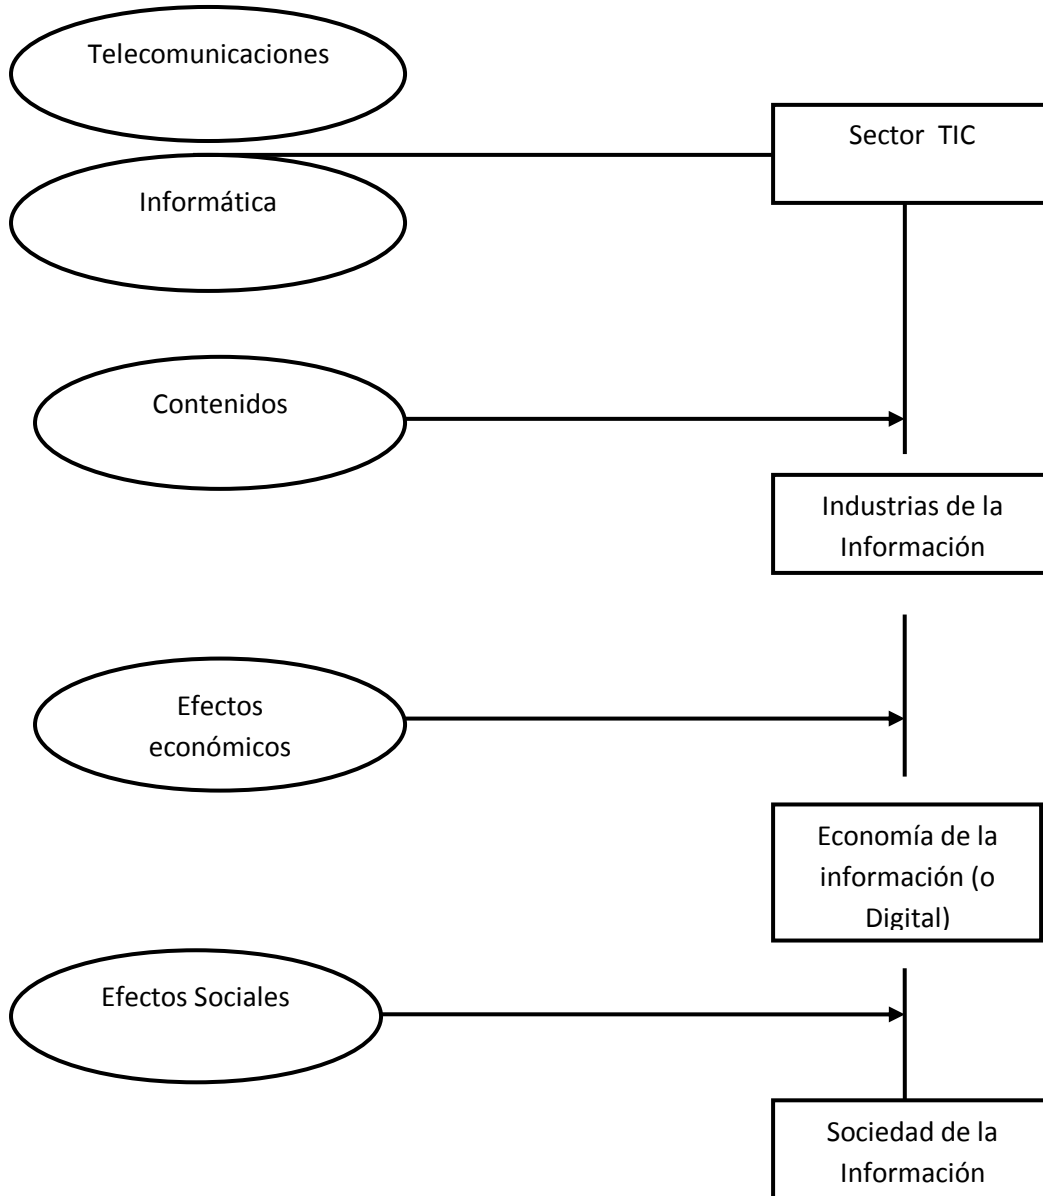 Telecomunicaciones
Sector TIC
Informática
Contenidos
Industrias de la
Información
Efectos
económicos
Economía de la
información (o
Digital)
Efectos Sociales
Sociedad de la
Información